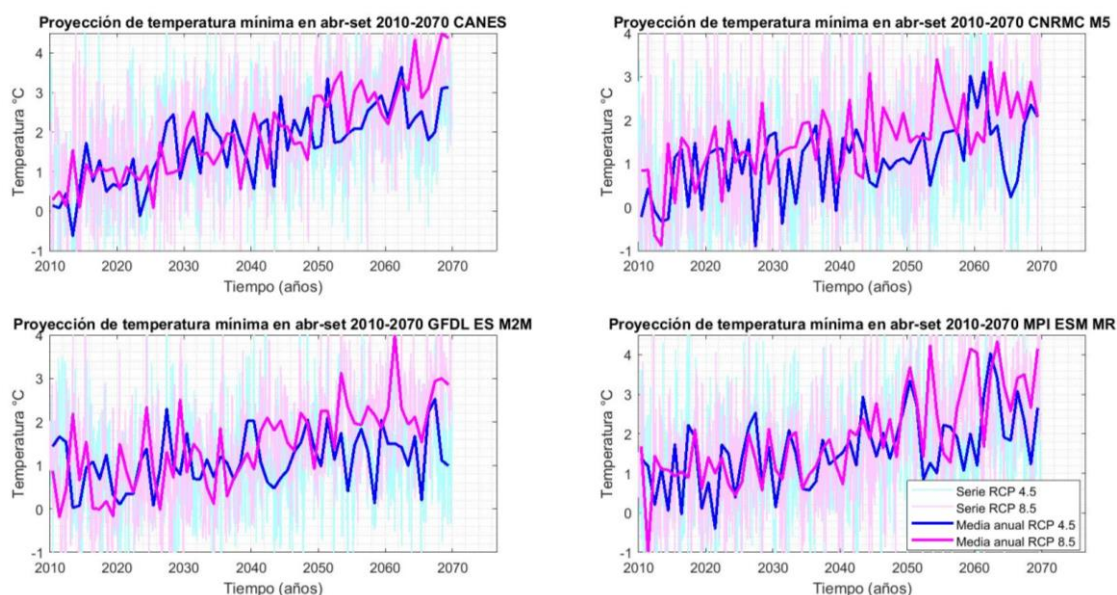 Proyección de temperatura mínima en abr-set 2010-2070 CANES
4
3
2
1
0
-1
Temperatura °C
2010 2020 2030 2040 2050 2060 2070
Tiempo (años)
Proyección de temperatura mínima en abr-set 2010-2070 CNRMC M5
4
3
2
1
0
-1
Temperatura °C
2010 2020 2030 2040 2050 2060 2070
Tiempo (años)
Proyección de temperatura mínima en abr-set 2010-2070 GFDL ES M2M
4
3
2
1
0
-1
Temperatura °C
2010 2020 2030 2040 2050 2060 2070
Tiempo (años)
Proyección de temperatura mínima en abr-set 2010-2070 MPI ESM MR
4
3
2
1
0
-1
Temperatura °C
Serie RCP 4.5
Serie RCP 8.5
Media anual RCP 4.5
Media anual RCP 8.5
2010 2020 2030 2040 2050 2060 2070
Tiempo (años)